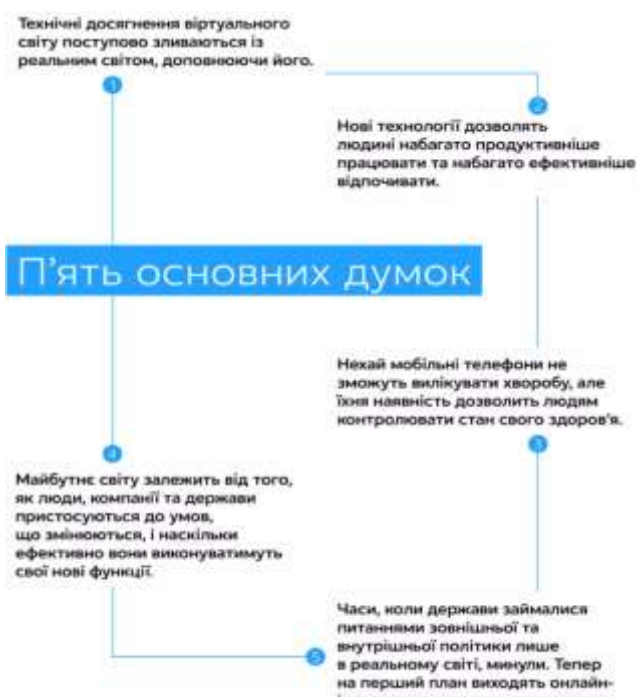 Технічні досягнення віртуального
світу поступово зливаються із
реальним світом, доповнюючи його.
1
2
Нові технології дозволять
людині набагато продуктивніше
працювати та набагато ефективніше
відпочивати.
П'ять основних думок
Нехай мобільні телефони не
зможуть вилікувати хворобу, але
їхня наявність дозволить людям
контролювати стан свого здоров'я.
3
4
Майбутнє світу залежить від того,
як люди, компанії та держави
пристосуються до умов,
що змінюються, і наскільки
ефективно вони виконуватимуть
свої нові функції.
5
Часи, коли держави займалися
питаннями зовнішньої та
внутрішньої політики лише
в реальному світі, минули. Тепер
на перший план виходять онлайн-